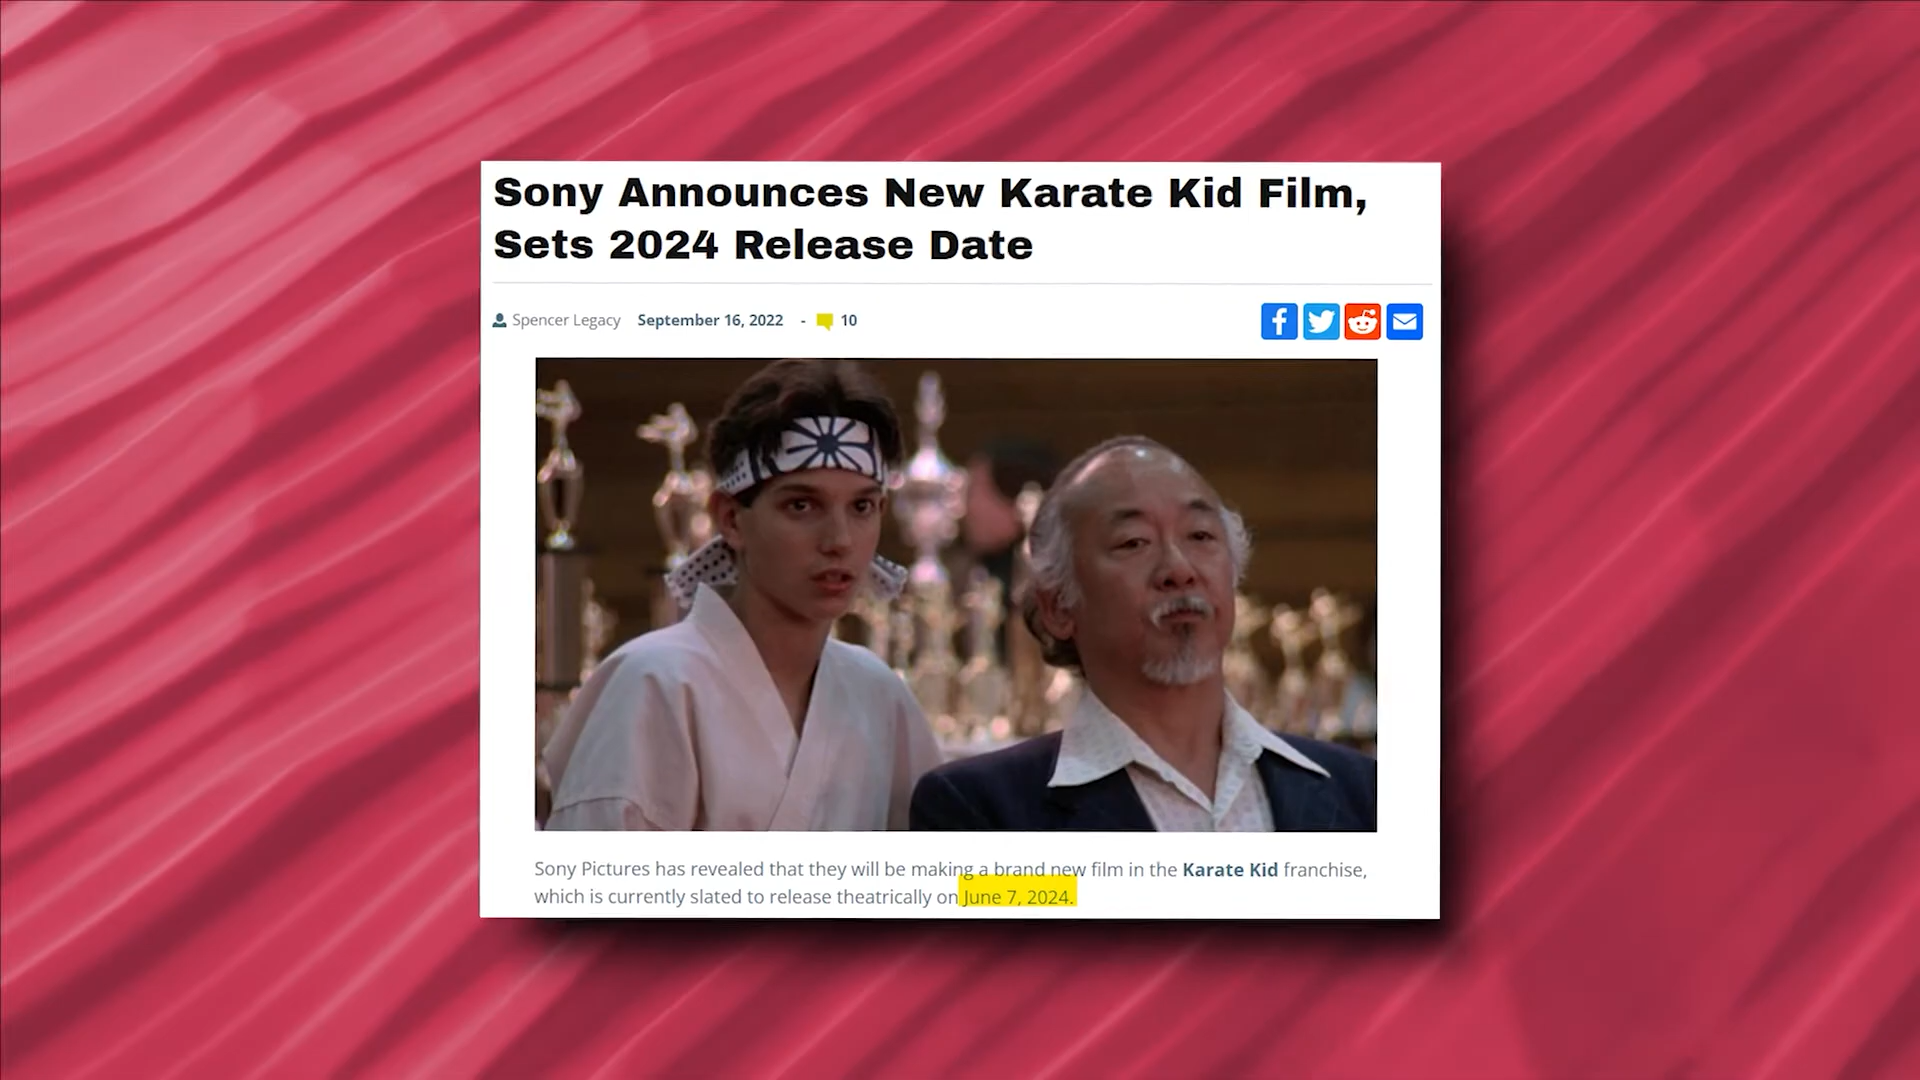 Sony Announces New Karate Kid Film,
Sets 2024 Release Date
Spencer Legacy September 16, 2022 - 10
Sony Pictures has revealed that they will be making a brand new film in the Karate Kid franchise,
which is currently slated to release theatrically on June 7, 2024.